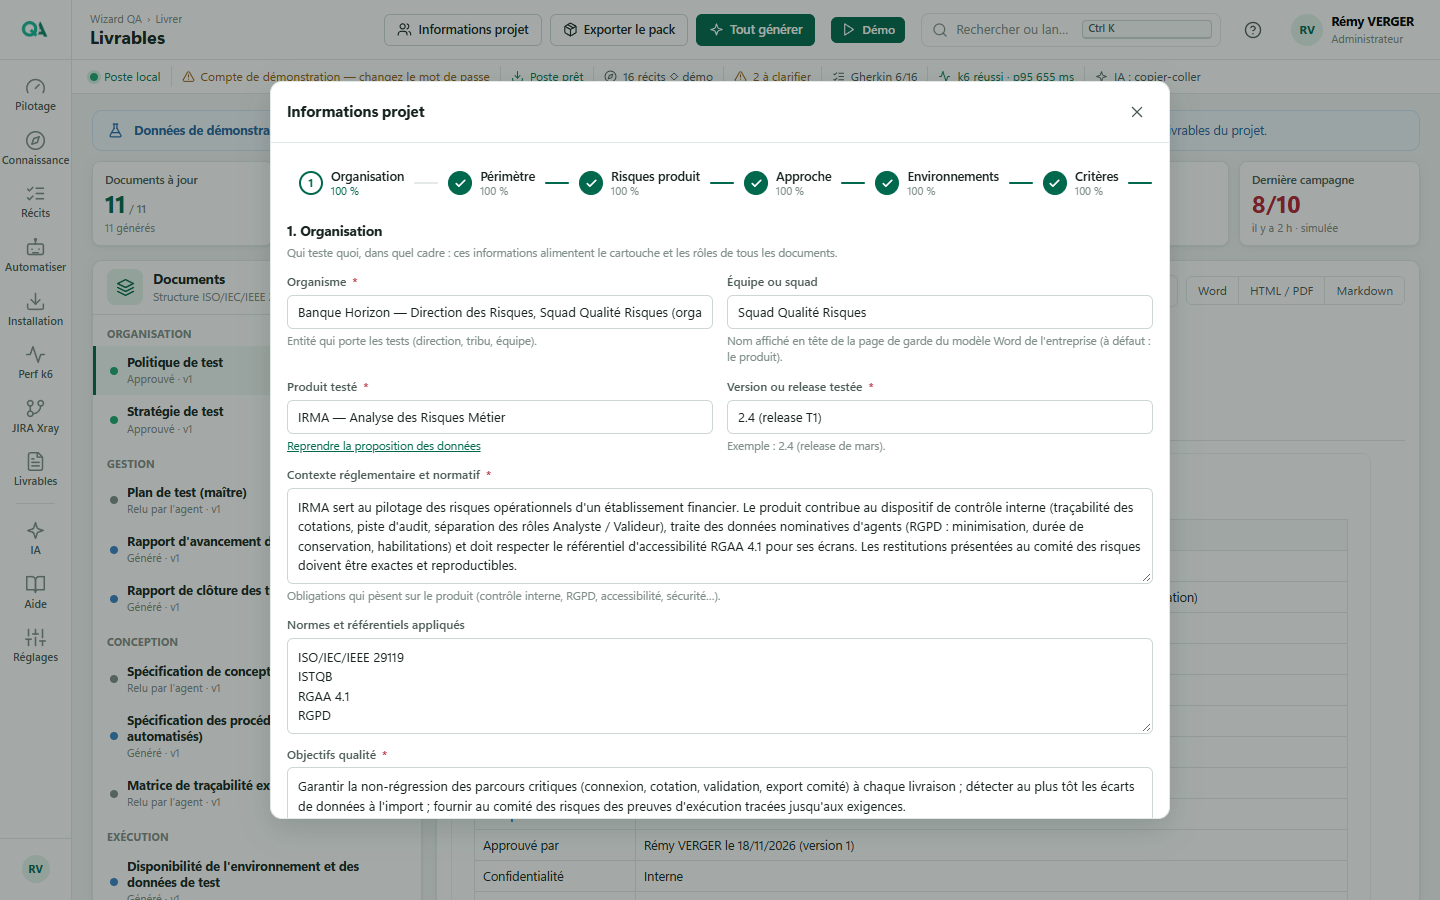 QA
Wizard QA › Livrer
Livrables
Informations projet
Exporter le pack
Tout générer
Démo
Rechercher ou lan...
Ctrl K
RV
Rémy VERGER
Administrateur
Poste local
Compte de démonstration — changez le mot de passe
Poste prêt
16 récits ◇ démo
2 à clarifier
Gherkin 6/16
k6 réussi · p95 655 ms
IA : copier-coller
Pilotage
Connaissance
Récits
Automatiser
Installation
Perf k6
JIRA Xray
Livrables
IA
Aide
Réglages
RV
Données de démonstra
vrables du projet.
Documents à jour
11 / 11
11 générés
Dernière campagne
8/10
il y a 2 h · simulée
Documents
Structure ISO/IEC/IEEE 2
Word
HTML / PDF
Markdown
ORGANISATION
Politique de test
Approuvé · v1
Stratégie de test
Approuvé · v1
GESTION
Plan de test (maître)
Relu par l'agent · v1
Rapport d'avancement d
Généré · v1
Rapport de clôture des t
Généré · v1
CONCEPTION
Spécification de concept
Relu par l'agent · v1
Spécification des procéd
automatisés)
Généré · v1
Matrice de traçabilité ex
Relu par l'agent · v1
EXÉCUTION
Disponibilité de l'environnement et des
données de test
Généré · v1
Informations projet
1
Organisation
100 %
Périmètre
100 %
Risques produit
100 %
Approche
100 %
Environnements
100 %
Critères
100 %
1. Organisation
Qui teste quoi, dans quel cadre : ces informations alimentent le cartouche et les rôles de tous les documents.
Organisme *
Banque Horizon — Direction des Risques, Squad Qualité Risques (orga
Entité qui porte les tests (direction, tribu, équipe).
Équipe ou squad
Squad Qualité Risques
Nom affiché en tête de la page de garde du modèle Word de l'entreprise (à défaut :
le produit).
Produit testé *
IRMA — Analyse des Risques Métier
Reprendre la proposition des données
Version ou release testée *
2.4 (release T1)
Exemple : 2.4 (release de mars).
Contexte réglementaire et normatif *
IRMA sert au pilotage des risques opérationnels d'un établissement financier. Le produit contribue au dispositif de contrôle interne (traçabilité des
cotations, piste d'audit, séparation des rôles Analyste / Valideur), traite des données nominatives d'agents (RGPD : minimisation, durée de
conservation, habilitations) et doit respecter le référentiel d'accessibilité RGAA 4.1 pour ses écrans. Les restitutions présentées au comité des risques
doivent être exactes et reproductibles.
Obligations qui pèsent sur le produit (contrôle interne, RGPD, accessibilité, sécurité...).
Normes et référentiels appliqués
ISO/IEC/IEEE 29119
ISTQB
RGAA 4.1
RGPD
Objectifs qualité *
Garantir la non-régression des parcours critiques (connexion, cotation, validation, export comité) à chaque livraison ; détecter au plus tôt les écarts
de données à l'import ; fournir au comité des risques des preuves d'exécution tracées jusqu'aux exigences.
ation)
Approuvé par
Rémy VERGER le 18/11/2026 (version 1)
Confidentialité
Interne